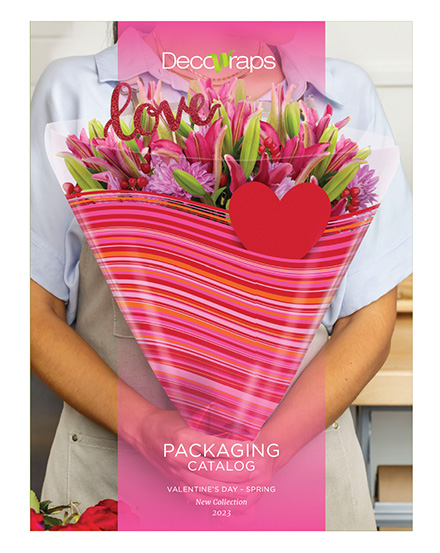 DecoWraps
love
PACKAGING
CATALOG
VALENTINE'S DAY - SPRING
New Collection
2023